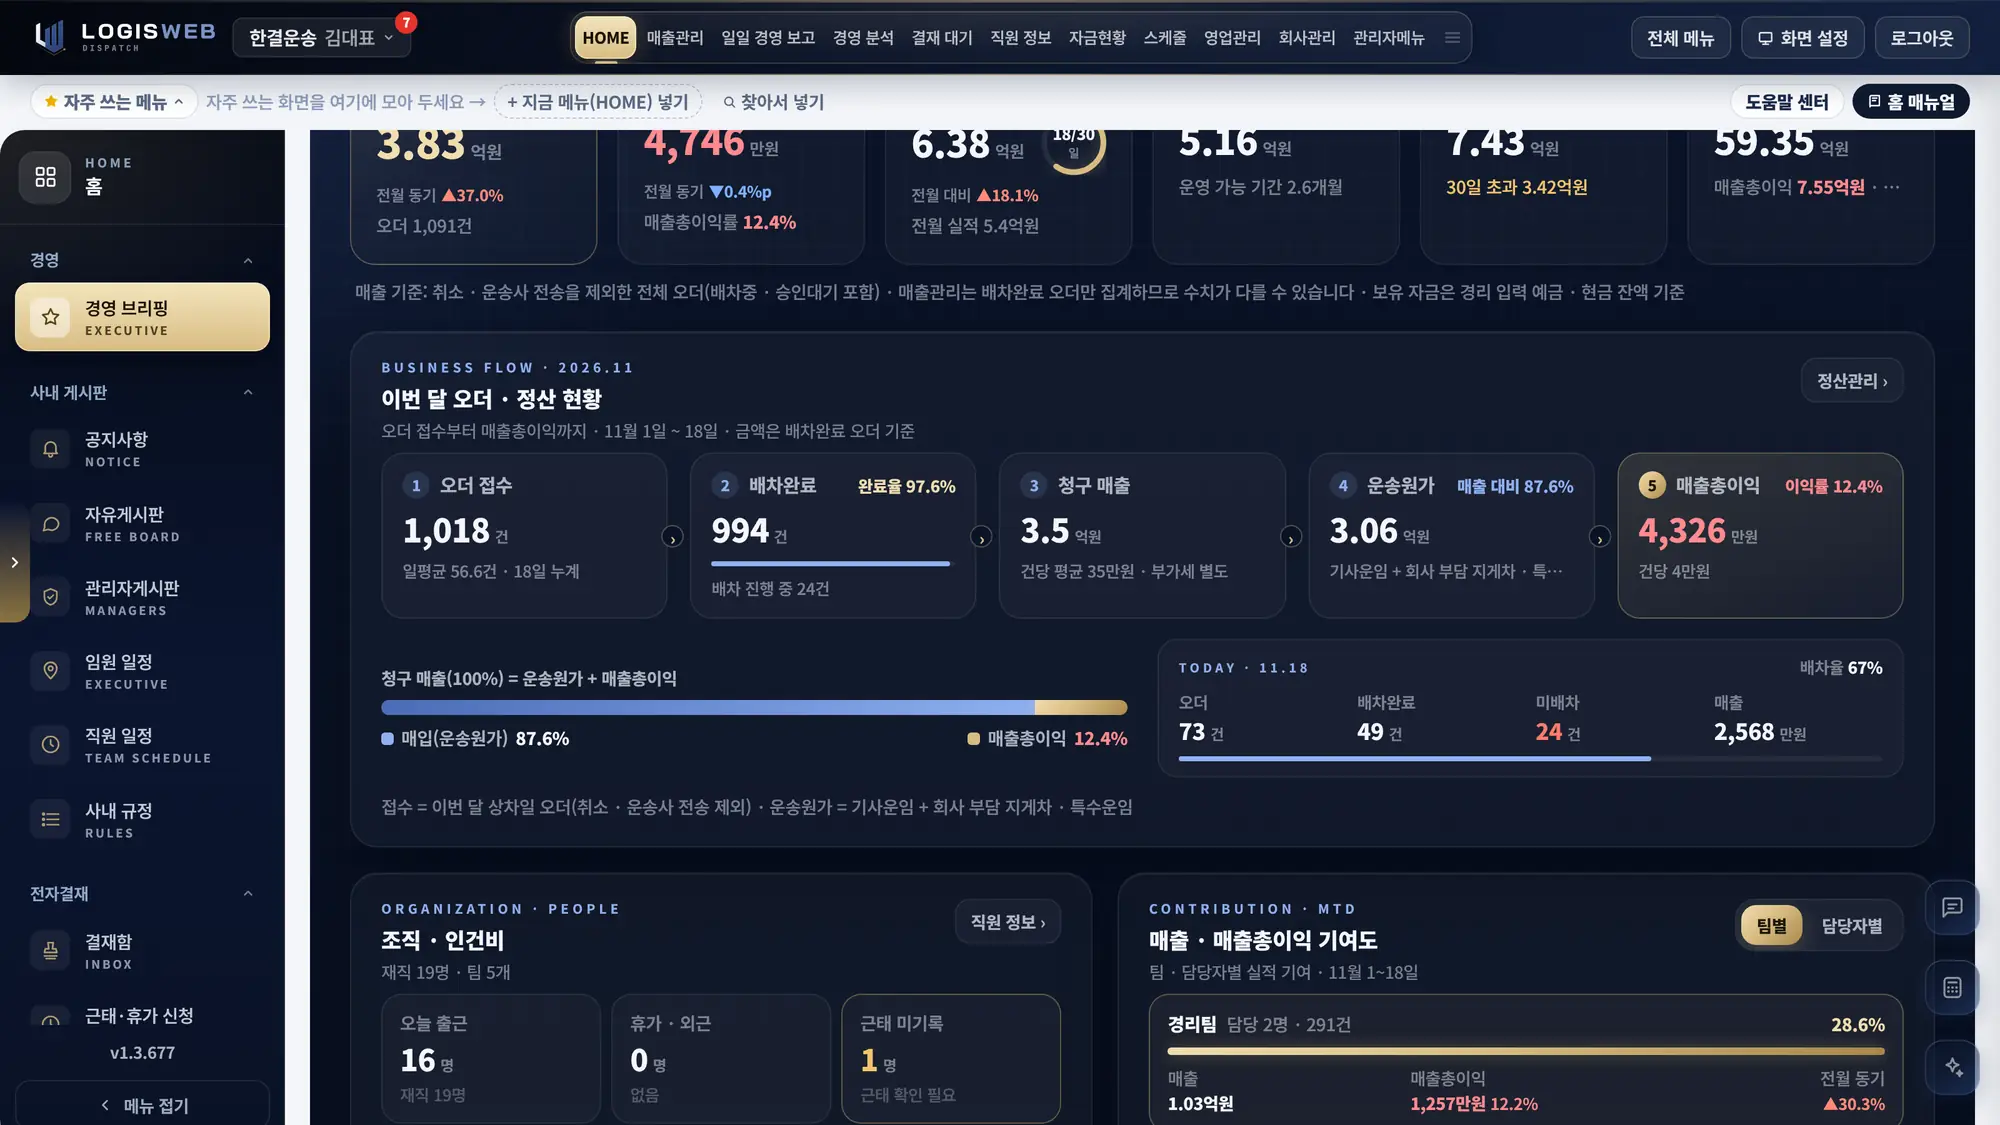 LOGISWEB
DISPATCH
한결운송 김대표
7
HOME 매출관리 일일 경영 보고 경영 분석 결재 대기 직원 정보 자금현황 스케줄 영업관리 회사관리 관리자메뉴
전체 메뉴 화면 설정 로그아웃
자주 쓰는 메뉴 자주 쓰는 화면을 여기에 모아 두세요 → + 지금 메뉴(HOME) 넣기 찾아서 넣기
도움말 센터 홈 매뉴얼
HOME
홈
경영
경영 브리핑
EXECUTIVE
사내 게시판
공지사항
NOTICE
자유게시판
FREE BOARD
관리자게시판
MANAGERS
임원 일정
EXECUTIVE
직원 일정
TEAM SCHEDULE
사내 규정
RULES
전자결재
결재함
INBOX
근태·휴가 신청
v1.3.677
메뉴 접기
3.83 억원
전월 동기 ▲37.0%
오더 1,091건
4,746 만원
전월 동기 ▼0.4%p
매출총이익률 12.4%
6.38 억원
18/30
일
전월 대비 ▲18.1%
전월 실적 5.4억원
5.16 억원
운영 가능 기간 2.6개월
7.43 억원
30일 초과 3.42억원
59.35 억원
매출총이익 7.55억원 · ···
매출 기준: 취소 · 운송사 전송을 제외한 전체 오더(배차중 · 승인대기 포함) · 매출관리는 배차완료 오더만 집계하므로 수치가 다를 수 있습니다 · 보유 자금은 경리 입력 예금 · 현금 잔액 기준
BUSINESS FLOW · 2026.11
이번 달 오더 · 정산 현황
오더 접수부터 매출총이익까지 · 11월 1일 ~ 18일 · 금액은 배차완료 오더 기준
정산관리 ›
1 오더 접수
1,018 건
일평균 56.6건 · 18일 누계
2 배차완료 완료율 97.6%
994 건
배차 진행 중 24건
3 청구 매출
3.5 억원
건당 평균 35만원 · 부가세 별도
4 운송원가 매출 대비 87.6%
3.06 억원
기사운임 + 회사 부담 지게차 · 특···
5 매출총이익 이익률 12.4%
4,326 만원
건당 4만원
청구 매출(100%) = 운송원가 + 매출총이익
매입(운송원가) 87.6%
매출총이익 12.4%
TODAY · 11.18
배차율 67%
오더 배차완료 미배차 매출
73 건 49 건 24 건 2,568 만원
접수 = 이번 달 상차일 오더(취소 · 운송사 전송 제외) · 운송원가 = 기사운임 + 회사 부담 지게차 · 특수운임
ORGANIZATION · PEOPLE
조직 · 인건비
재직 19명 · 팀 5개
직원 정보 ›
오늘 출근
16 명
재직 19명
휴가 · 외근
0 명
없음
근태 미기록
1 명
근태 확인 필요
CONTRIBUTION · MTD
매출 · 매출총이익 기여도
팀 · 담당자별 실적 기여 · 11월 1~18일
팀별 담당자별
경리팀 담당 2명 · 291건 28.6%
매출 매출총이익 전월 동기
1.03억원 1,257만원 12.2% ▲30.3%